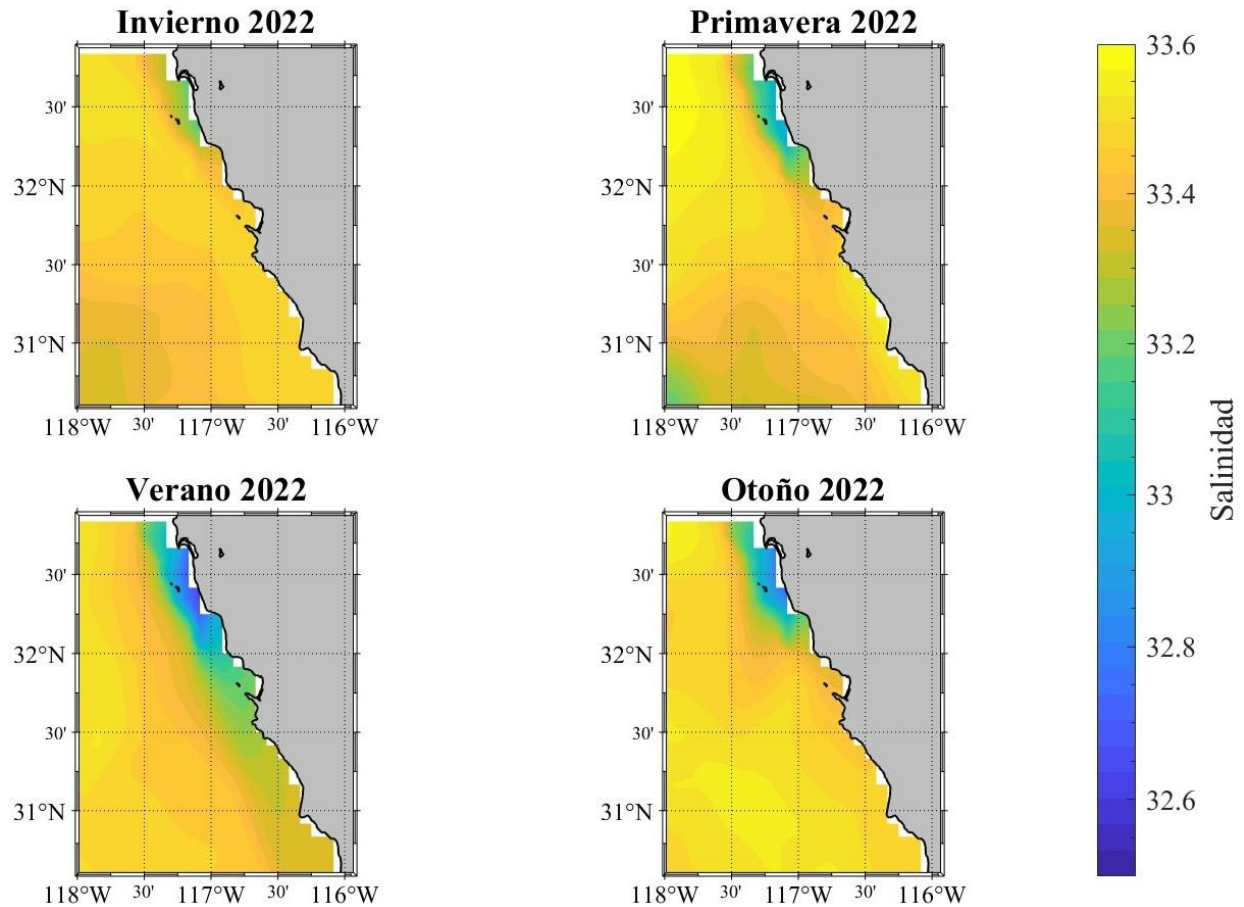 Invierno 2022
30'
32°N
30'
31°N
118°W 30' 117°W 30' 116°W
Primavera 2022
30'
32°N
30'
31°N
118°W 30' 117°W 30' 116°W
Verano 2022
30'
32°N
30'
31°N
118°W 30' 117°W 30' 116°W
Otoño 2022
30'
32°N
30'
31°N
118°W 30' 117°W 30' 116°W
33.6
33.4
33.2
33
32.8
32.6
Salinidad